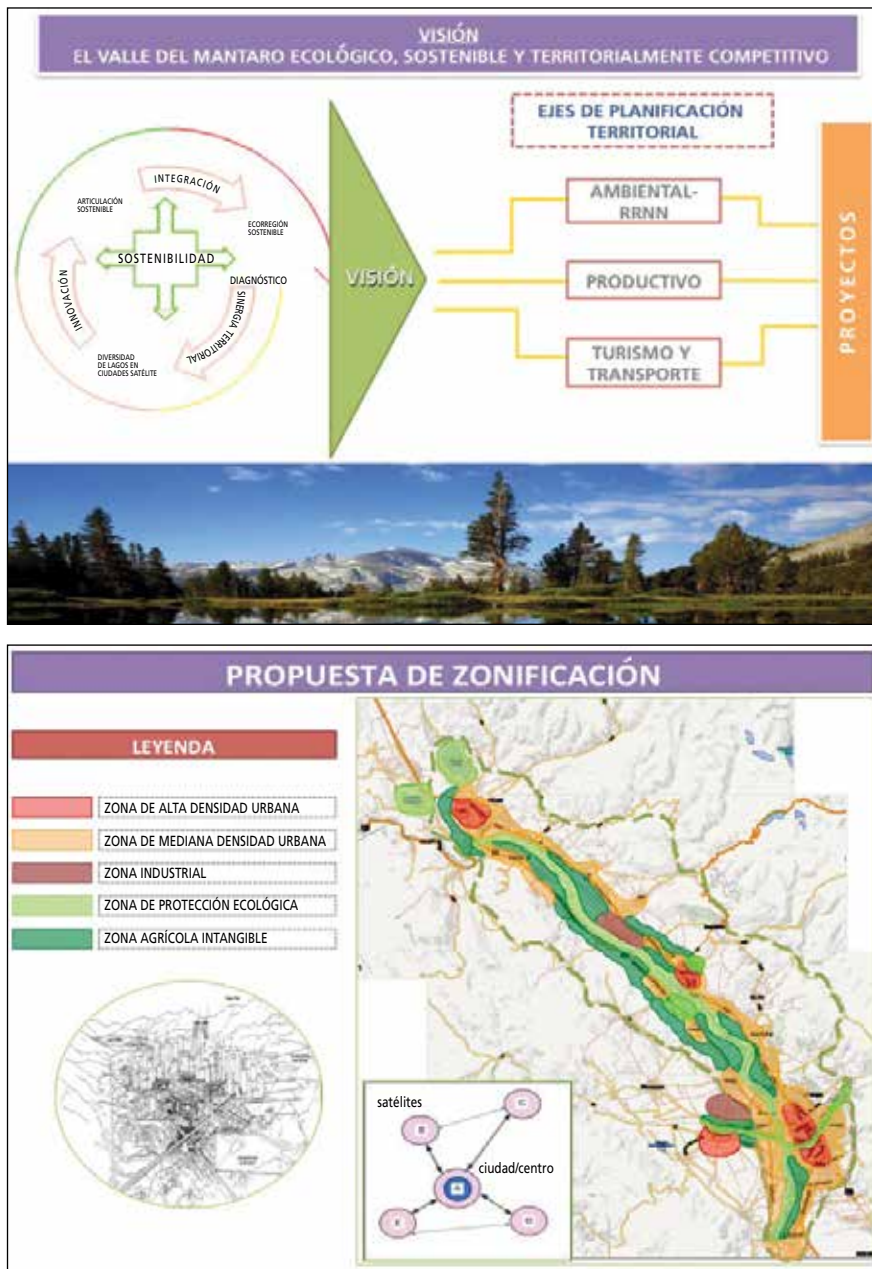 VISIÓN
EL VALLE DEL MANTARO ECOLÓGICO, SOSTENIBLE Y TERRITORIALMENTE COMPETITIVO
EJES DE PLANIFICACIÓN
TERRITORIAL
INTEGRACIÓN
ARTICULACIÓN
SOSTENIBLE
ECORREGIÓN
SOSTENIBLE
SOSTENIBILIDAD
DIAGNÓSTICO
INNOVACIÓN
SINERGIA TERRITORIAL
DIVERSIDAD
DE LAGOS EN
CIUDADES SATÉLITE
VISIÓN
AMBIENTAL-
RRNN
PRODUCTIVO
TURISMO Y
TRANSPORTE
PROYECTOS
PROPUESTA DE ZONIFICACIÓN
LEYENDA
ZONA DE ALTA DENSIDAD URBANA
ZONA DE MEDIANA DENSIDAD URBANA
ZONA INDUSTRIAL
ZONA DE PROTECCIÓN ECOLÓGICA
ZONA AGRÍCOLA INTANGIBLE
satélites
B
C
ciudad/centro
A
E
D